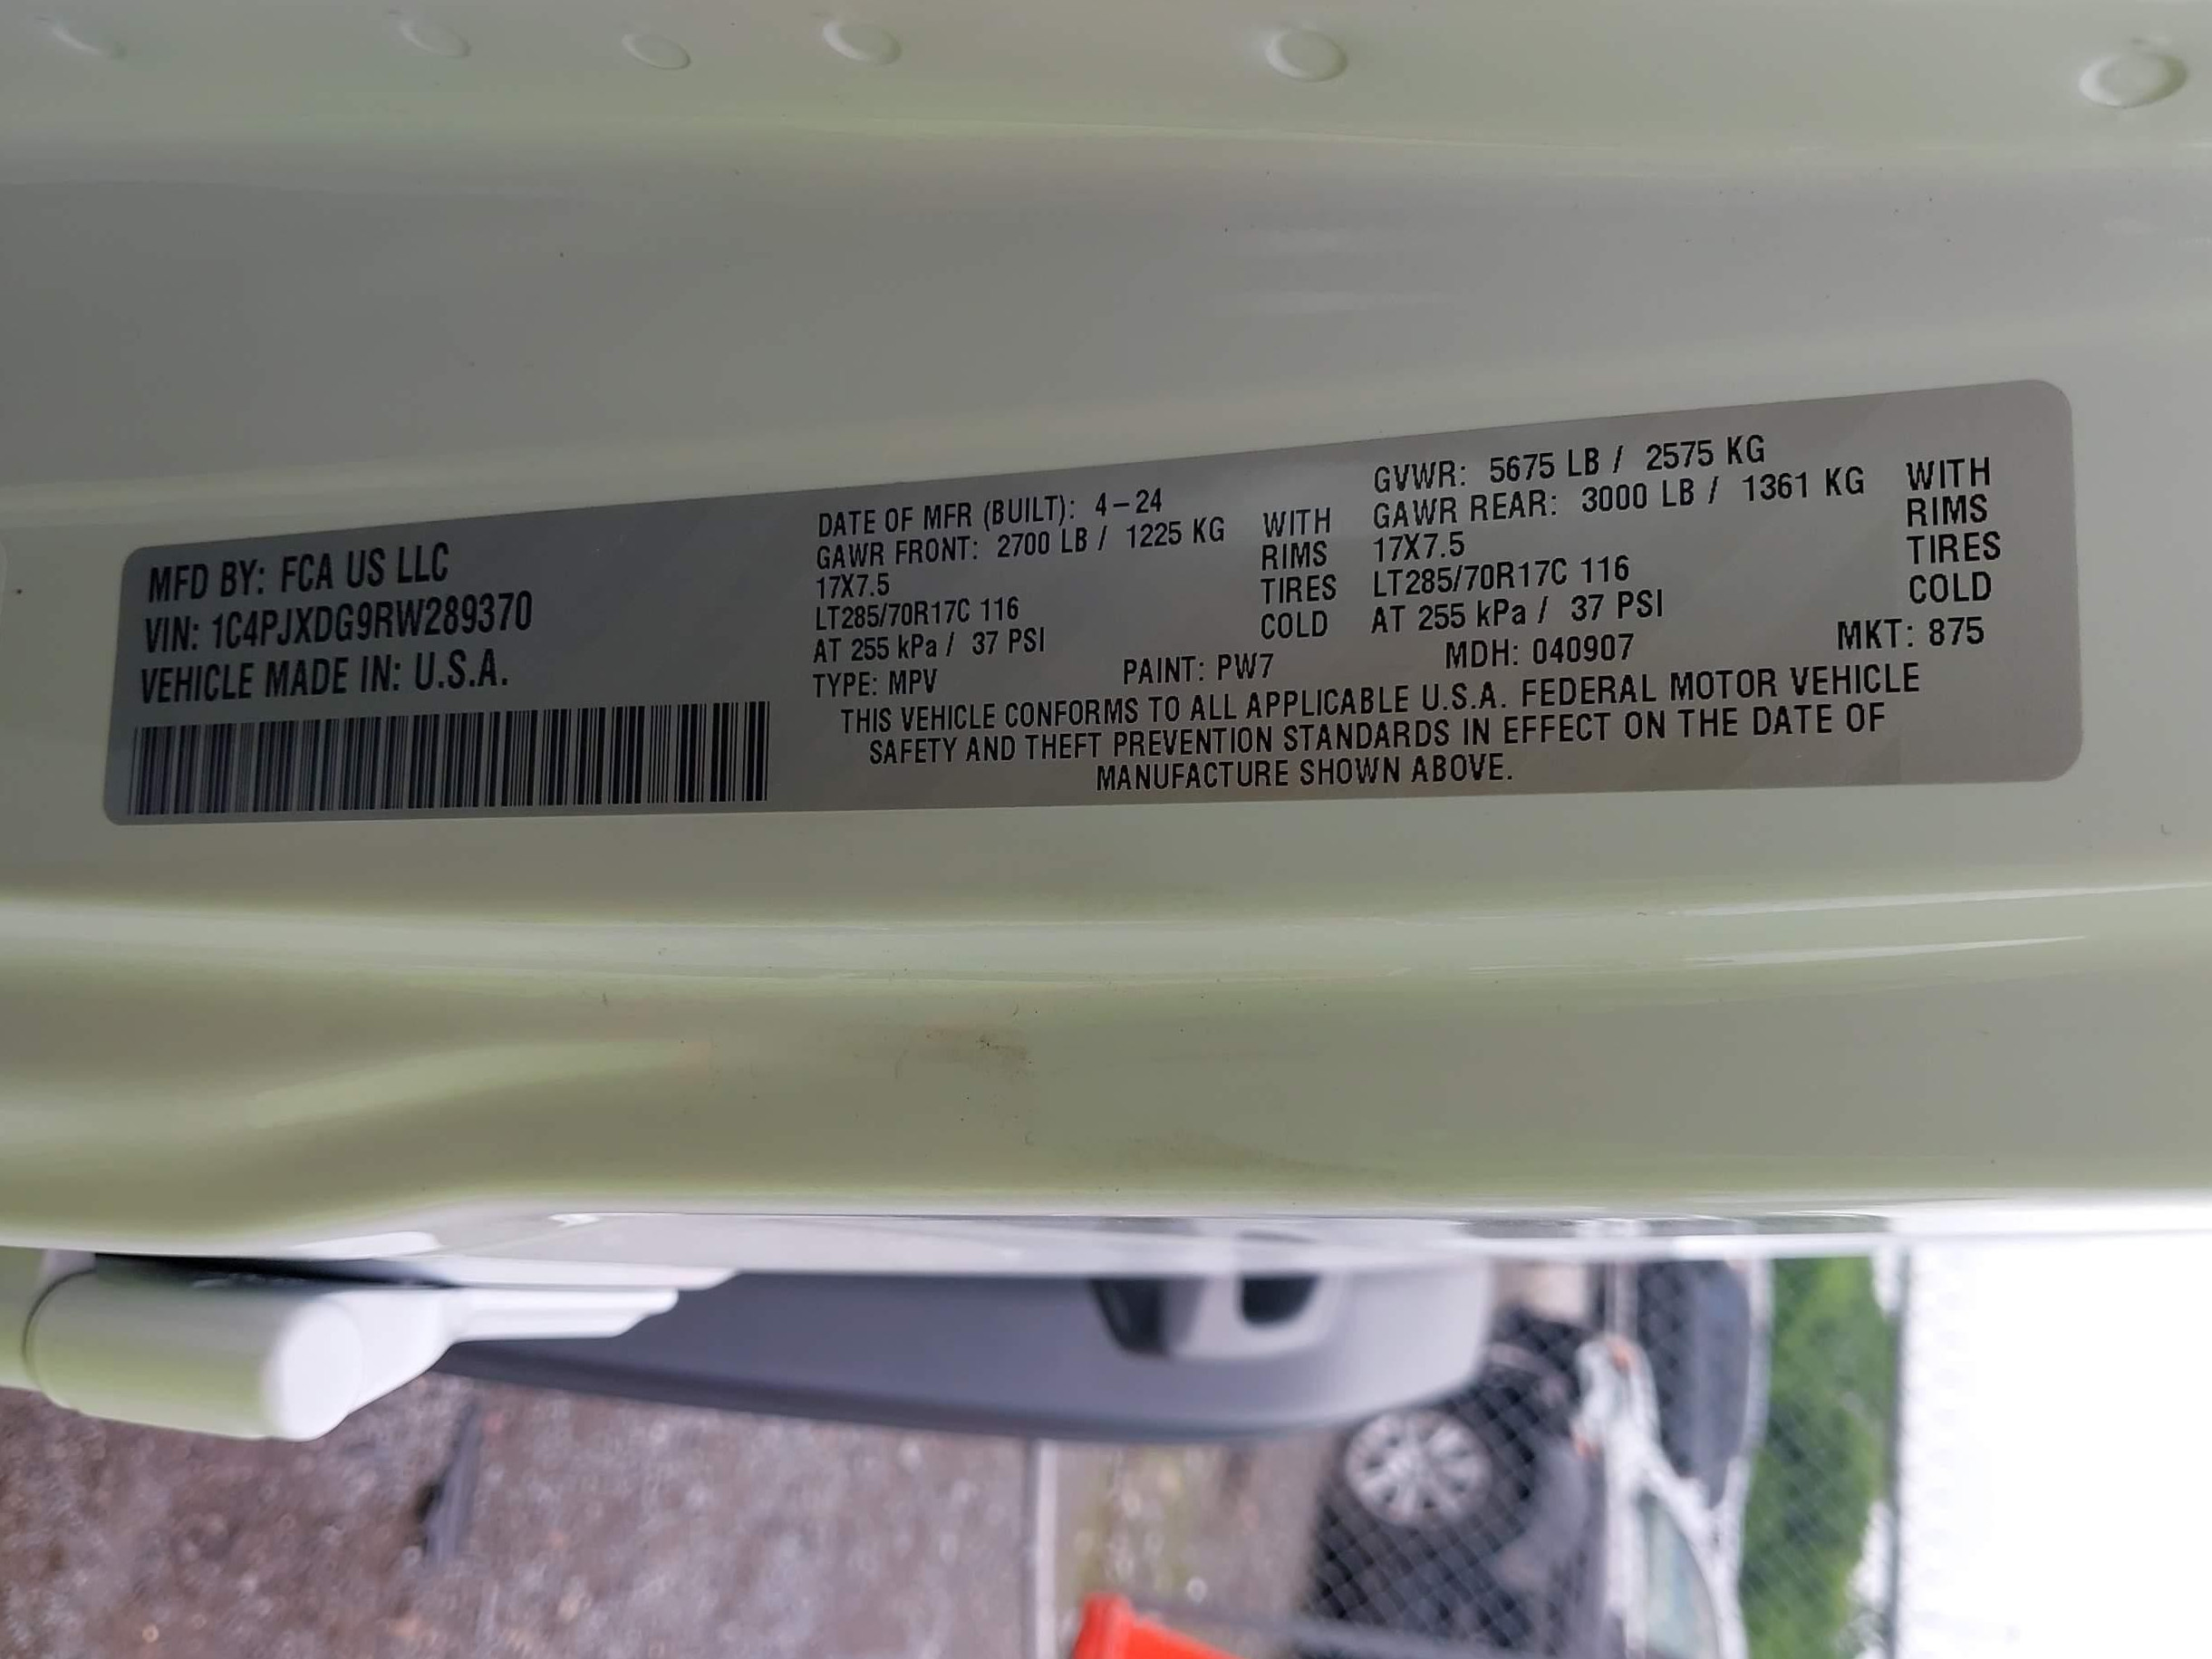 MFD BY: FCA US LLC
VIN: 1C4PJXDG9RW289370
VEHICLE MADE IN: U.S.A.
DATE OF MFR (BUILT): 4-24
GAWR FRONT: 2700 LB / 1225 KG WITH
17X7.5 RIMS
LT285/70R17C 116 TIRES
AT 255 kPa / 37 PSI COLD
GVWR: 5675 LB / 2575 KG
GAWR REAR: 3000 LB / 1361 KG WITH
17X7.5 RIMS
LT285/70R17C 116 TIRES
AT 255 kPa / 37 PSI COLD
TYPE: MPV PAINT: PW7 MDH: 040907 MKT: 875
THIS VEHICLE CONFORMS TO ALL APPLICABLE U.S.A. FEDERAL MOTOR VEHICLE
SAFETY AND THEFT PREVENTION STANDARDS IN EFFECT ON THE DATE OF
MANUFACTURE SHOWN ABOVE.